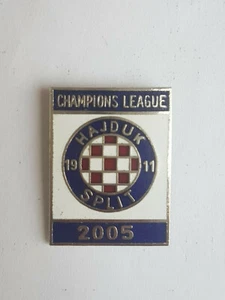 CHAMPIONS LEAGUE
HAJDUK
19 11
SPLIT
2005